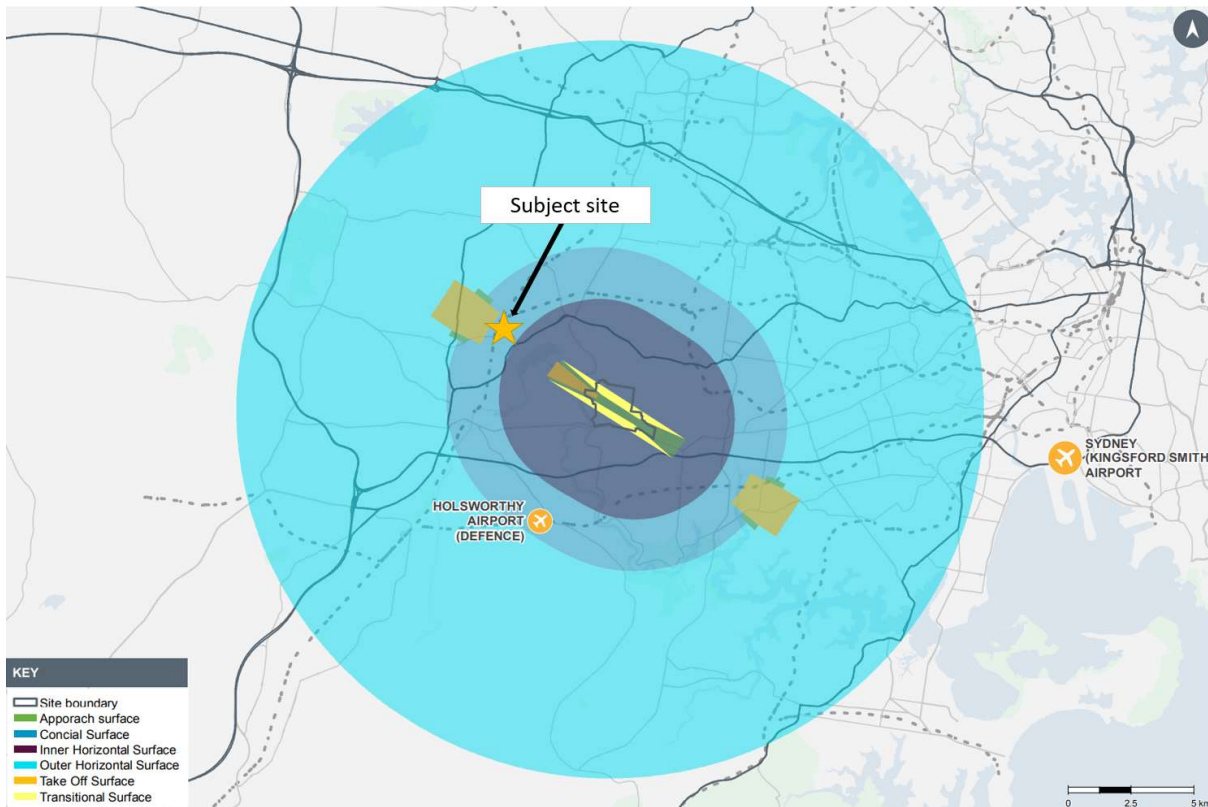 Subject site
HOLSWORTHY
AIRPORT
(DEFENCE)
SYDNEY
(KINGSFORD SMITH
AIRPORT
KEY
Site boundary
Apporach surface
Concial Surface
Inner Horizontal Surface
Outer Horizontal Surface
Take Off Surface
Transitional Surface
0 2.5 5 km